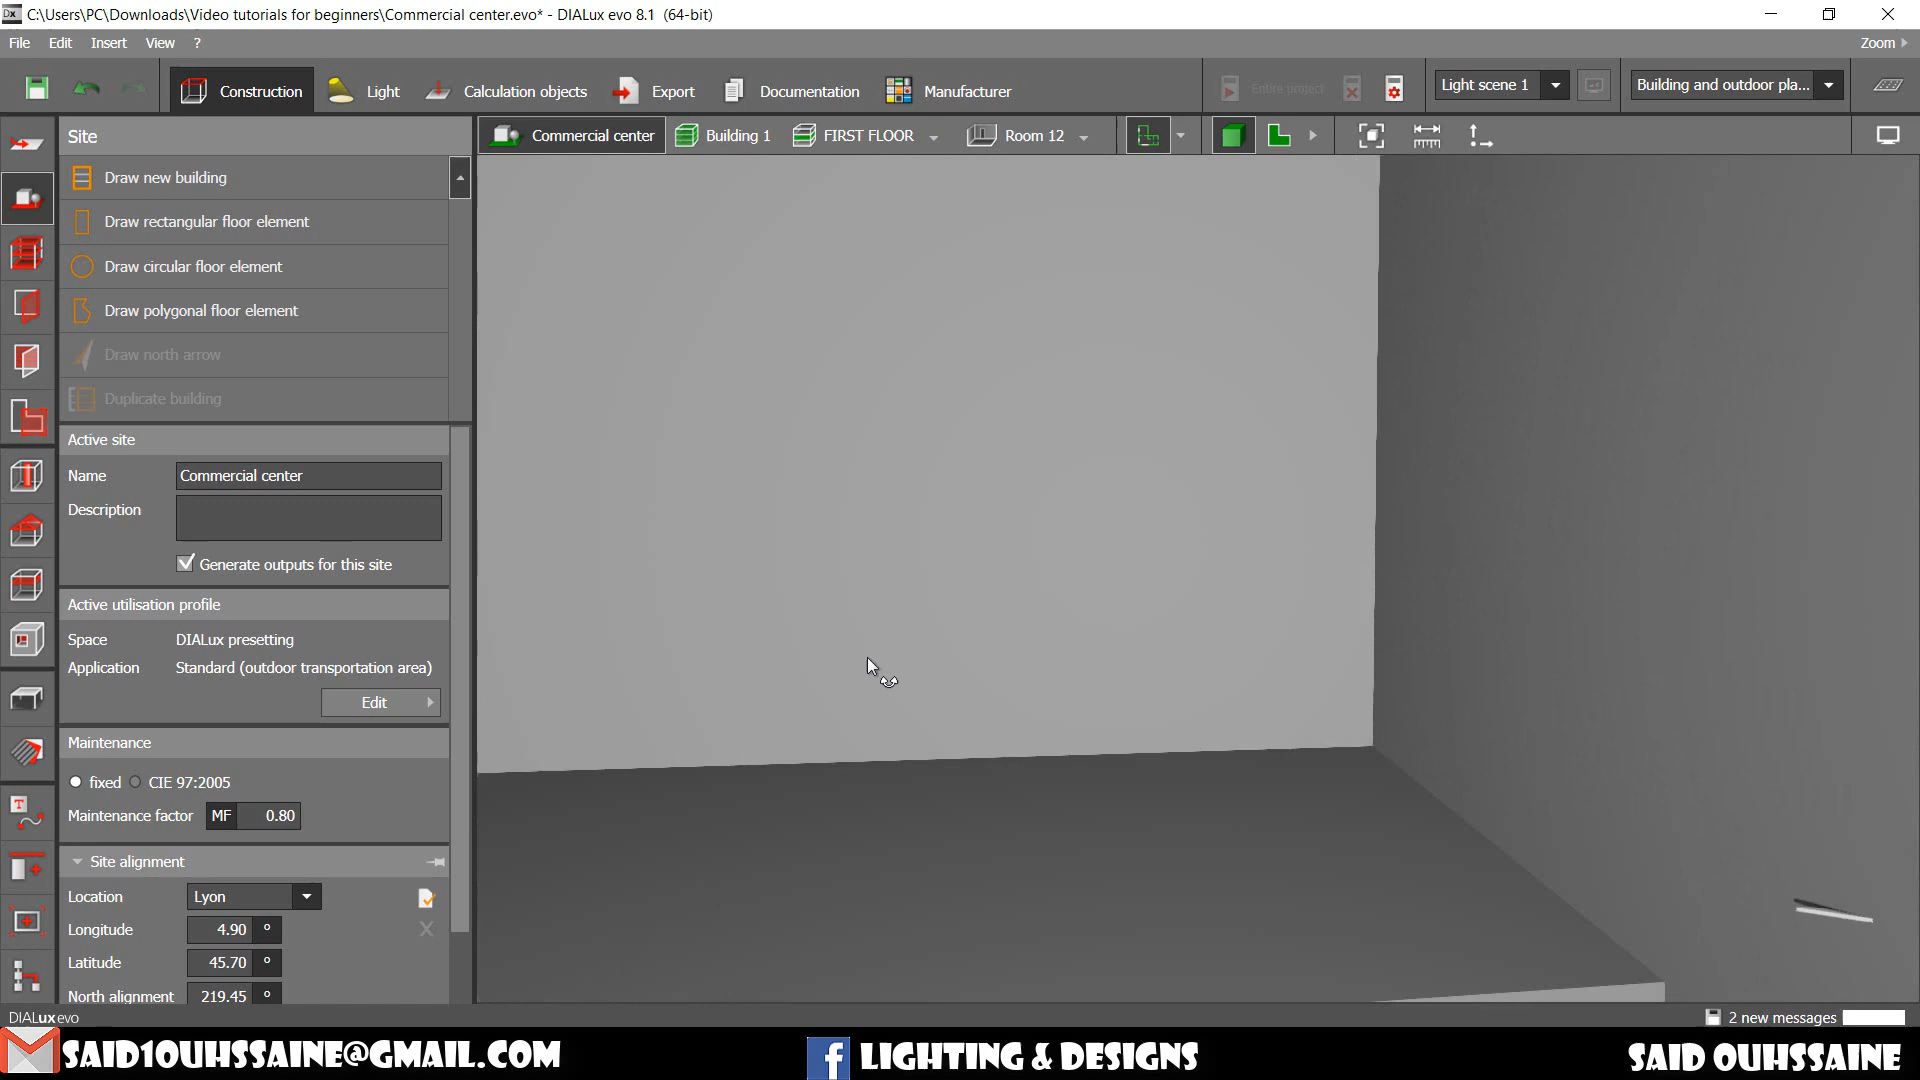 C:\Users\PC\Downloads\Video tutorials for beginners\Commercial center.evo* - DIALux evo 8.1 (64-bit)
File Edit Insert View ? Zoom
Construction Light Calculation objects Export Documentation Manufacturer Entire project Light scene 1 Building and outdoor pla...
Site
Commercial center Building 1 FIRST FLOOR Room 12
Draw new building
Draw rectangular floor element
Draw circular floor element
Draw polygonal floor element
Draw north arrow
Duplicate building
Active site
Name Commercial center
Description
Generate outputs for this site
Active utilisation profile
Space DIALux presetting
Application Standard (outdoor transportation area)
Edit
Maintenance
fixed CIE 97:2005
Maintenance factor MF 0.80
Site alignment
Location Lyon
Longitude 4.90 °
Latitude 45.70 °
North alignment 219.45 °
DIALux evo 2 new messages
SAID1OUHSSAINE@GMAIL.COM LIGHTING & DESIGNS SAID OUHSSAINE